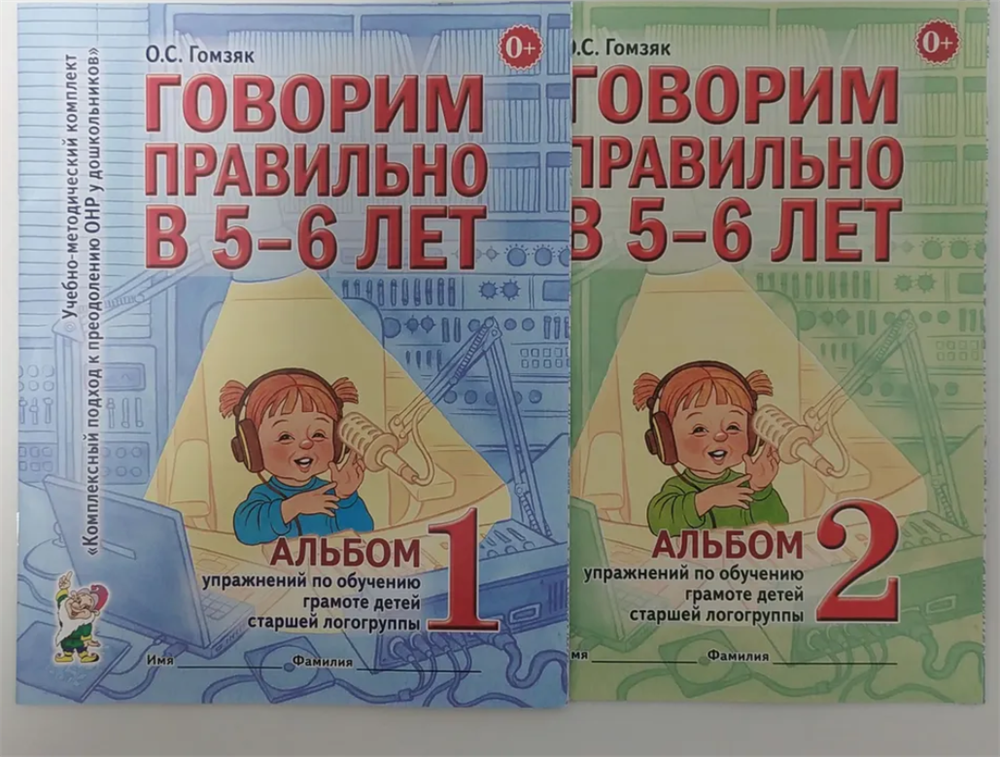 Учебно-методический комплект
«Комплексный подход к преодолению ОНР у дошкольников»
О.С. Гомзяк
0+
ГОВОРИМ
ПРАВИЛЬНО
В 5–6 ЛЕТ
АЛЬБОМ 1
упражнений по обучению
грамоте детей
старшей логогруппы
Имя Фамилия
О.С. Гомзяк
0+
ГОВОРИМ
ПРАВИЛЬНО
В 5–6 ЛЕТ
АЛЬБОМ 2
упражнений по обучению
грамоте детей
старшей логогруппы
мя Фамилия